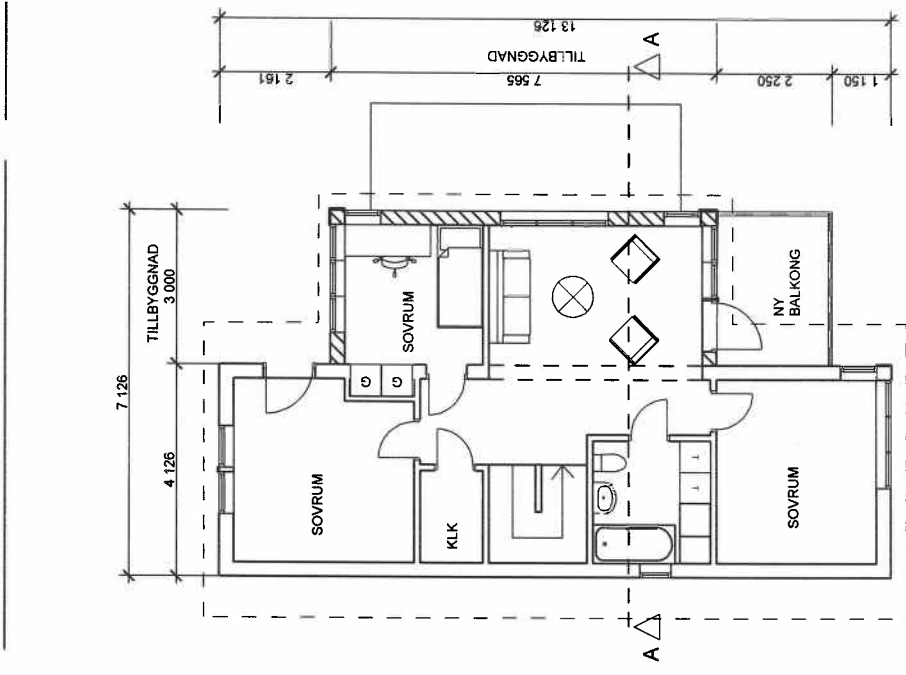 13 126
TILLBYGGNAD
2 161
7 565
2 250
1 150
A
7 126
TILLBYGGNAD
3 000
4 126
SOVRUM
G
G
SOVRUM
NY
BALKONG
SOVRUM
KLK
T
T
SOVRUM
A